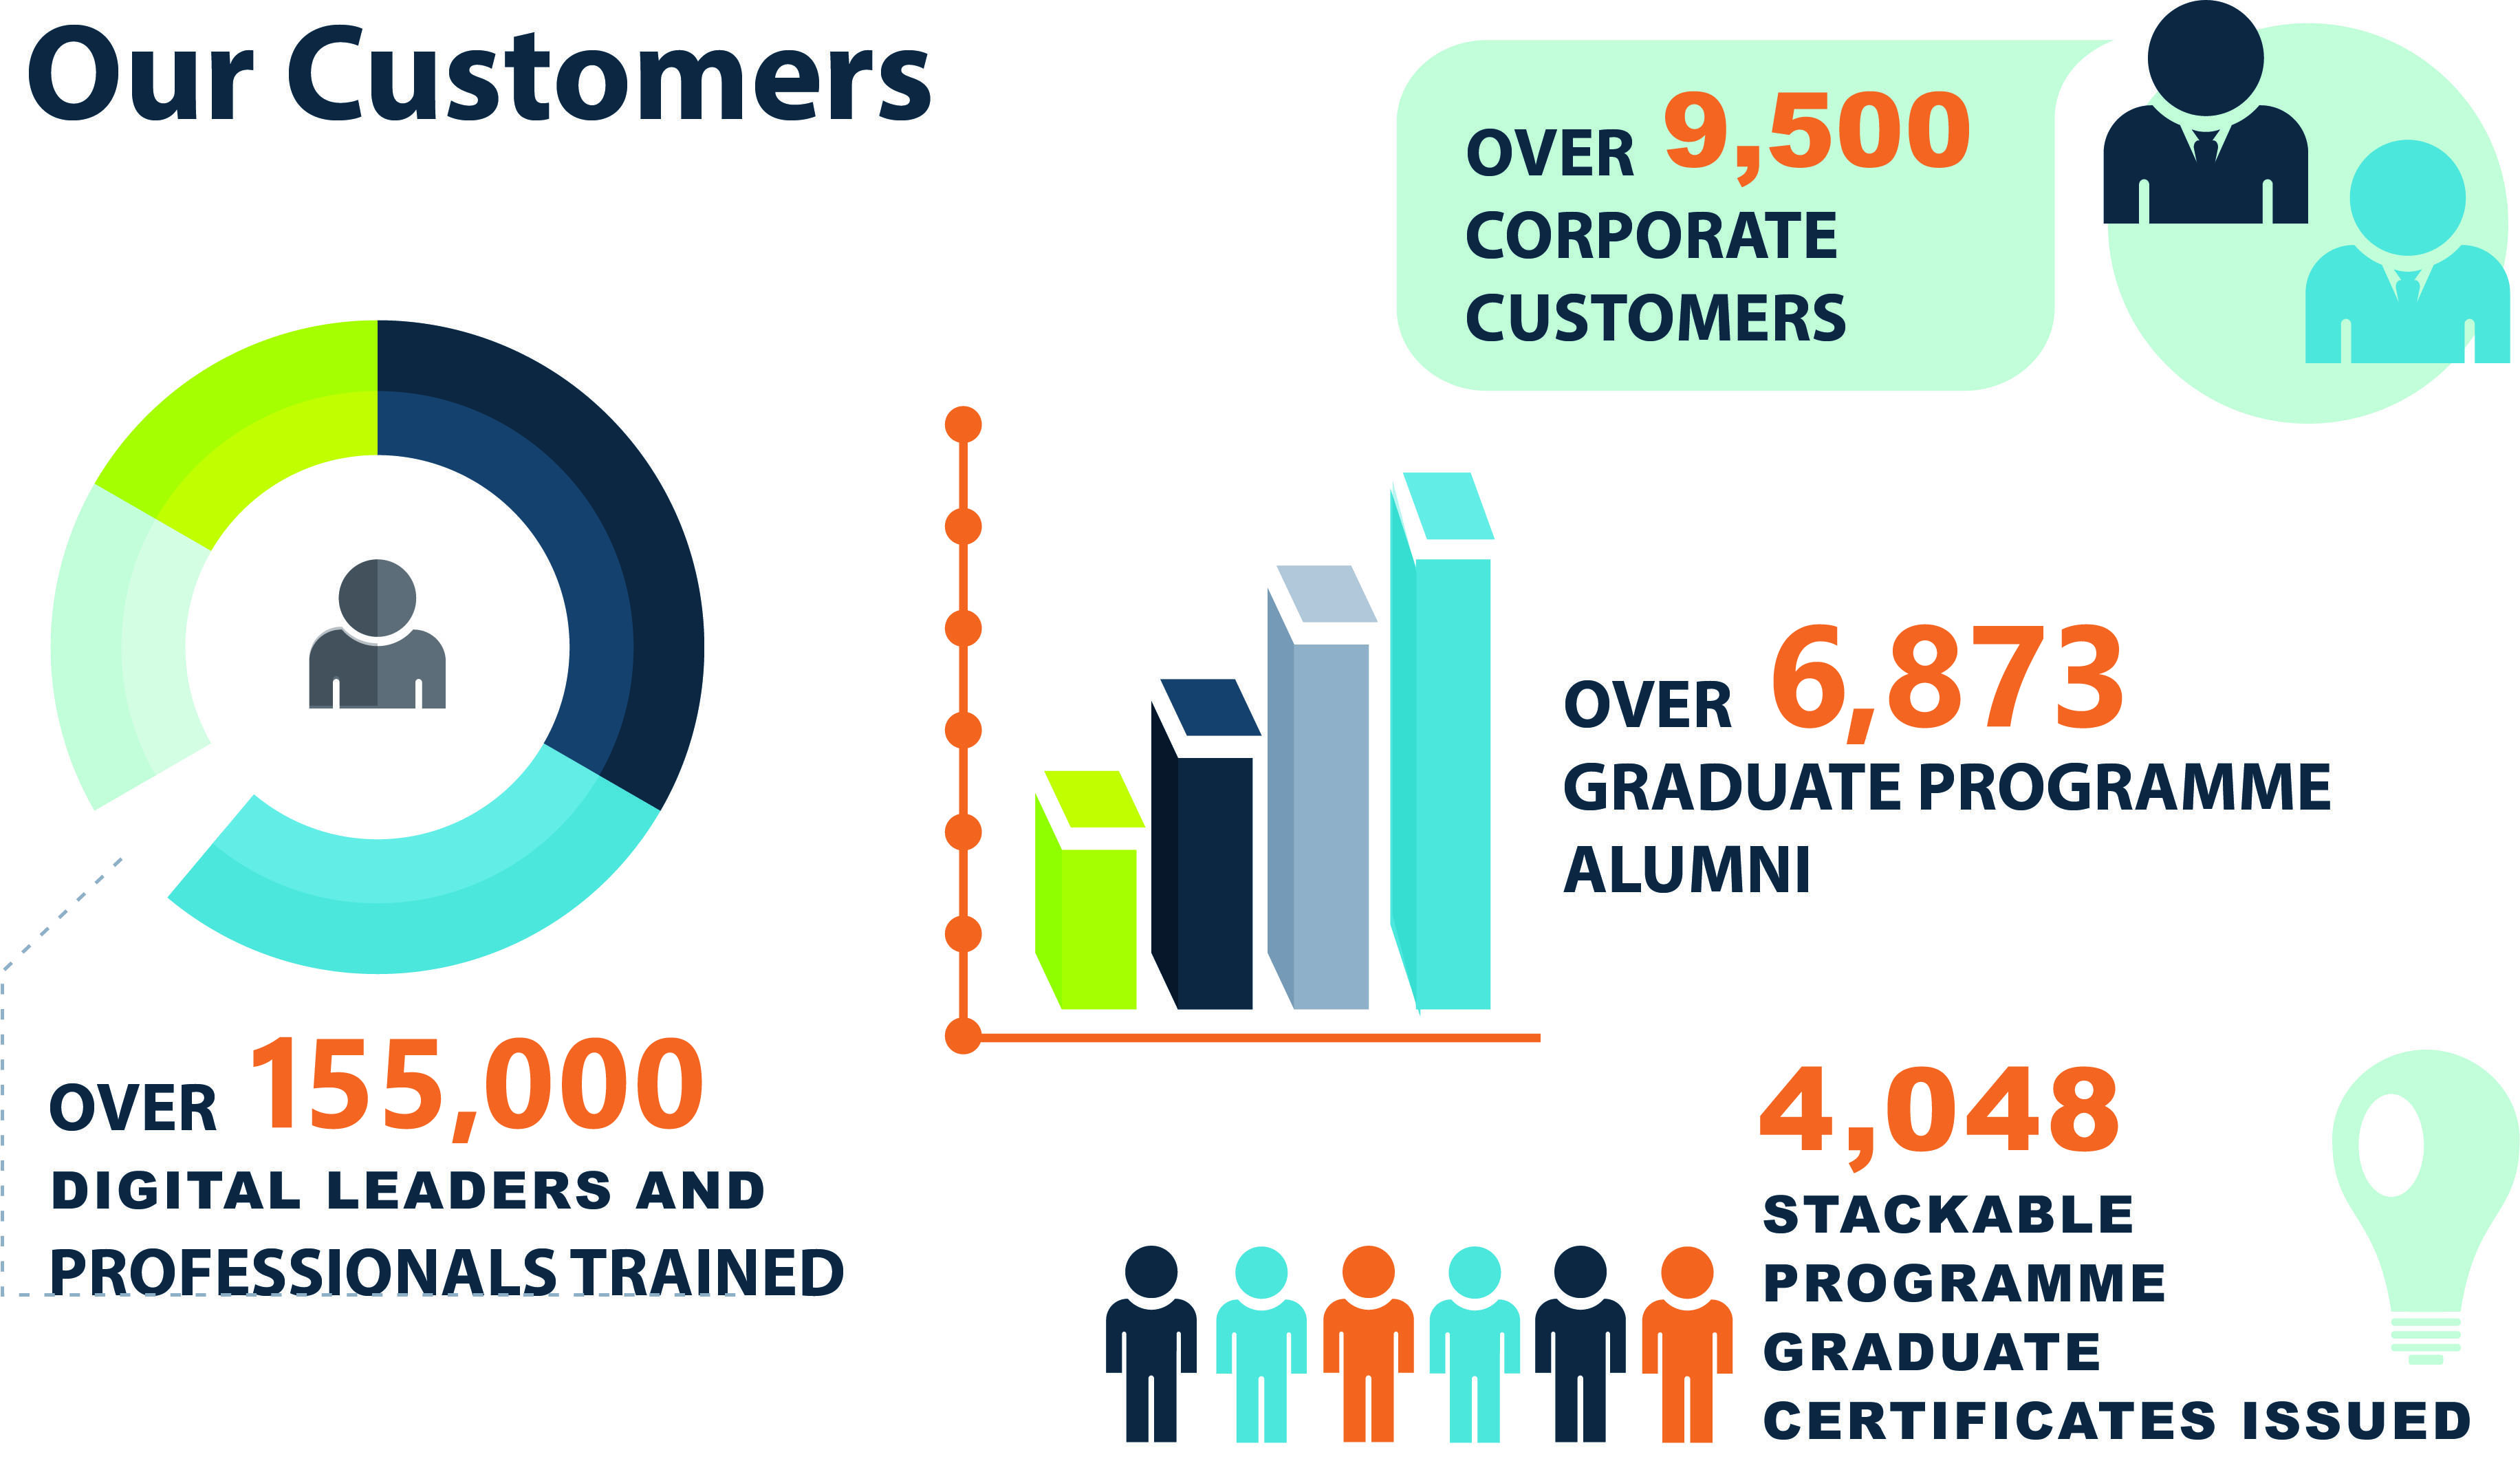 Our Customers
OVER 9,500
CORPORATE
CUSTOMERS
OVER 6,873
GRADUATE PROGRAMME
ALUMNI
OVER 155,000
DIGITAL LEADERS AND
PROFESSIONALS TRAINED
4,048
STACKABLE
PROGRAMME
GRADUATE
CERTIFICATES ISSUED